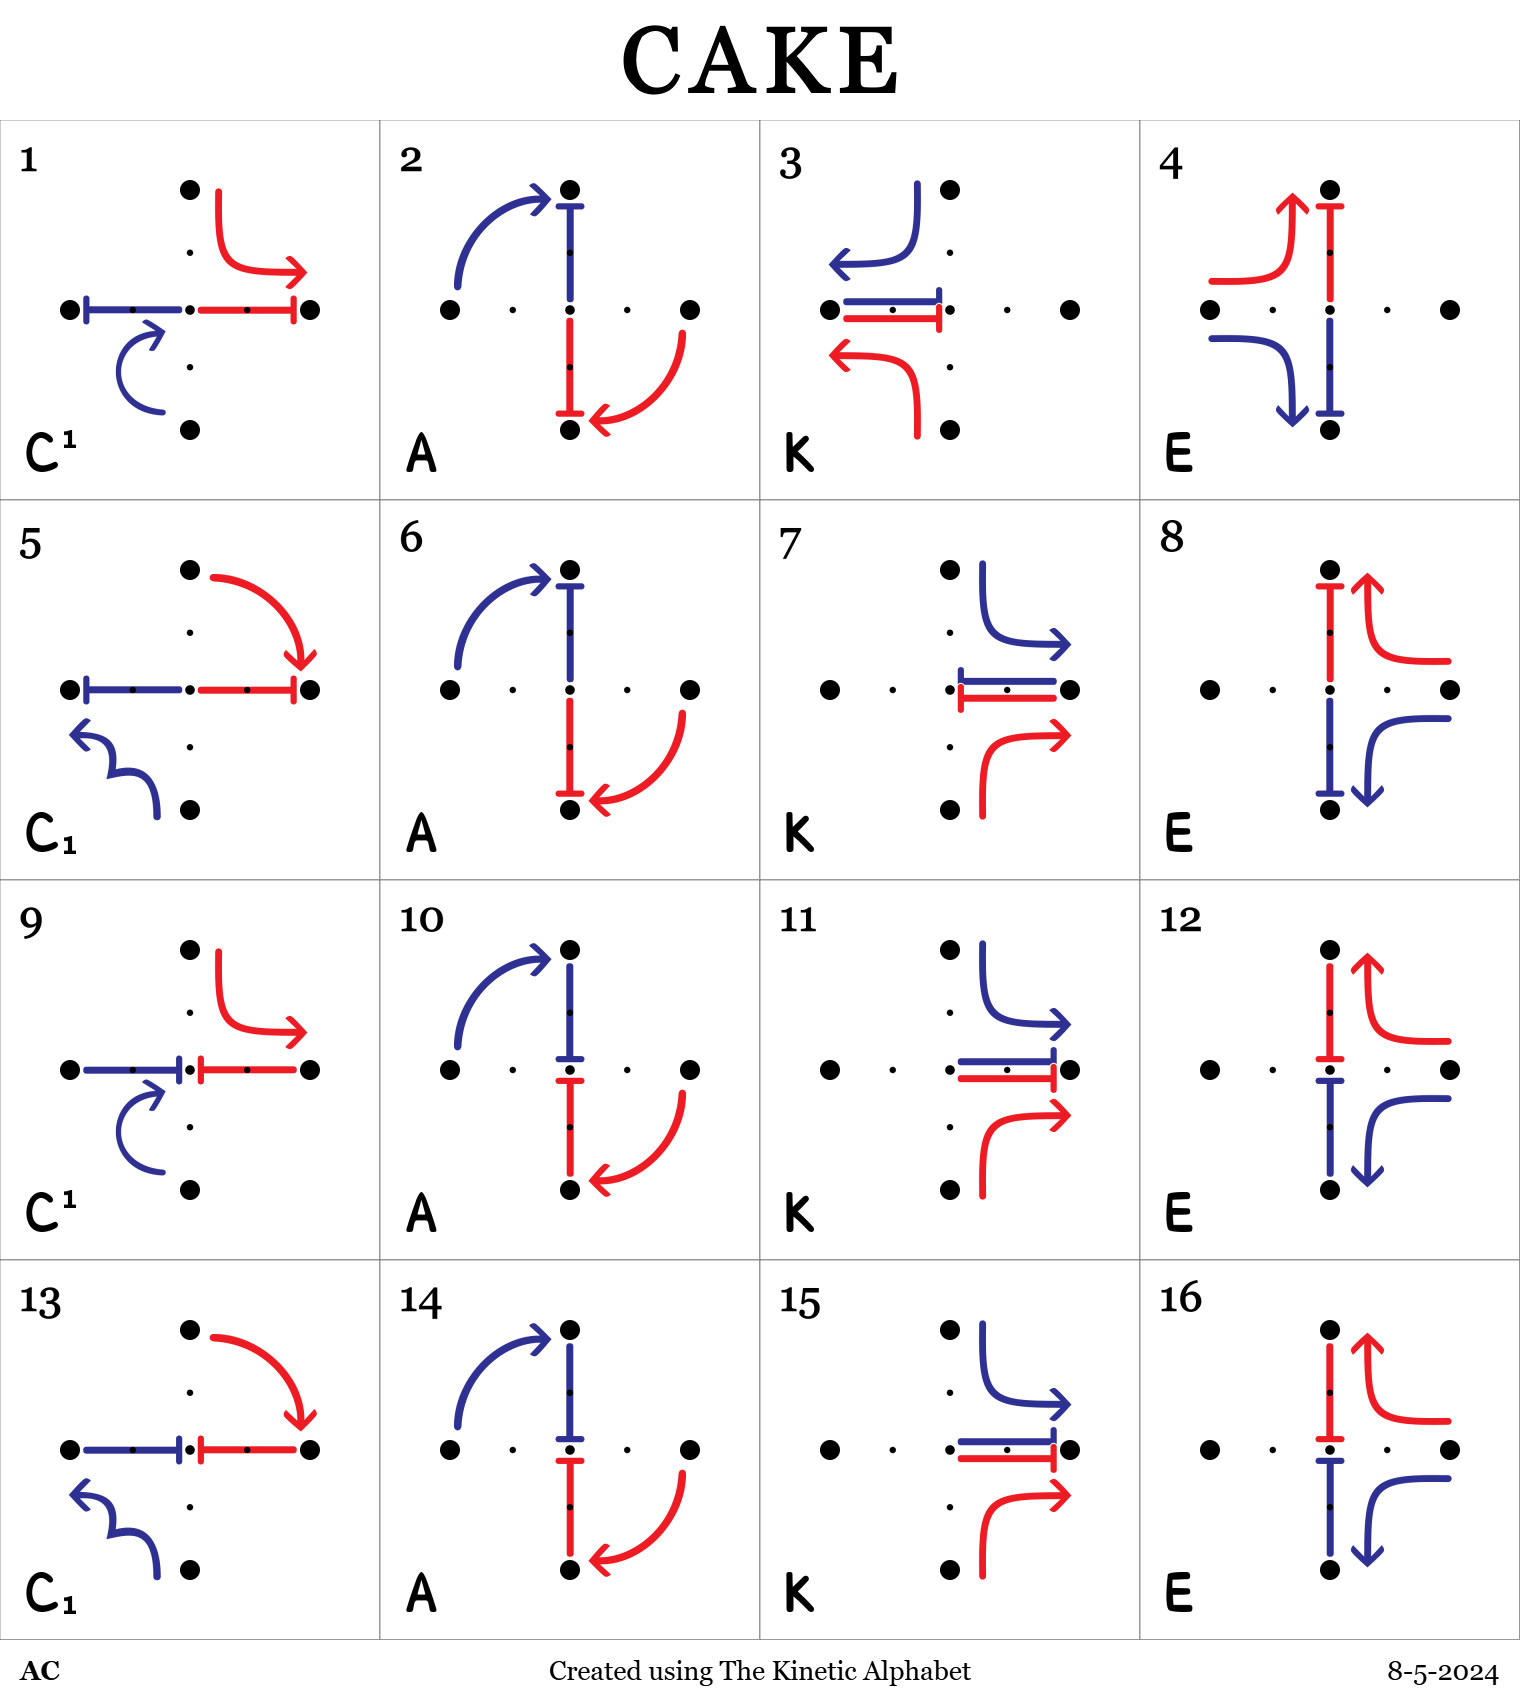 CAKE
1 2 3 4
C¹ A K E
5 6 7 8
C₁ A K E
9 10 11 12
C¹ A K E
13 14 15 16
C₁ A K E
AC Created using The Kinetic Alphabet 8-5-2024